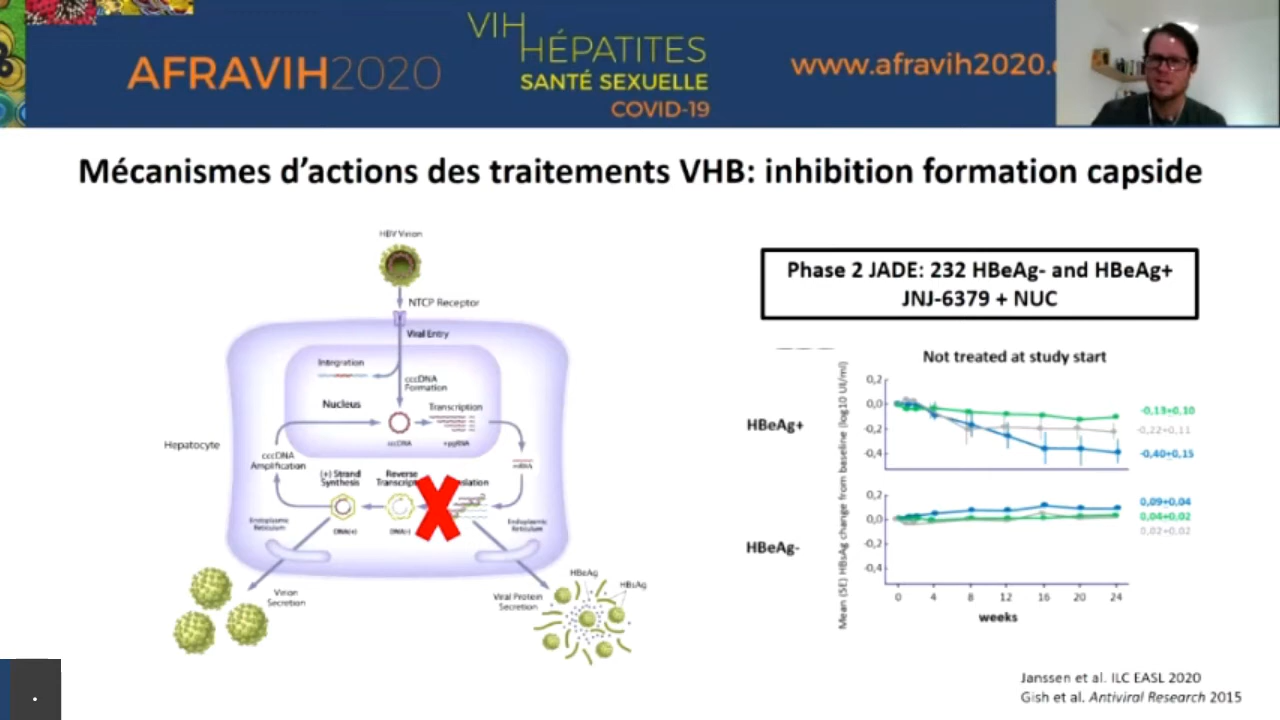 AFRAVIH2020
VIH
HÉPATITES
SANTÉ SEXUELLE
COVID-19
www.afravih2020.
Mécanismes d’actions des traitements VHB: inhibition formation capside
HBV Virion
NTCP Receptor
Viral Entry
Integration
cccDNA
Formation
Nucleus
Transcription
cccDNA
Hepatocyte
cccDNA
Amplification
mRNA
(+) Strand
Synthesis
Reverse
Endoplasmic
Reticulum
DNA(+)
DNA(-)
Endoplasmic
Reticulum
Virion
Secretion
Viral Protein
Secretion
HBeAg
HBsAg
Phase 2 JADE: 232 HBeAg- and HBeAg+
JNJ-6379 + NUC
Not treated at study start
Mean (SE) HBsAg change from baseline (log10 UI/ml)
HBeAg+
0,2
0,0
-0,2
-0,4
-0,13+0,10
-0,22+0,11
-0,40+0,15
HBeAg-
0,2
0,0
-0,2
-0,4
0,09+0,04
0,04+0,02
0,02+0,02
0 4 8 12 16 20 24
weeks
Janssen et al. ILC EASL 2020
Gish et al. Antiviral Research 2015